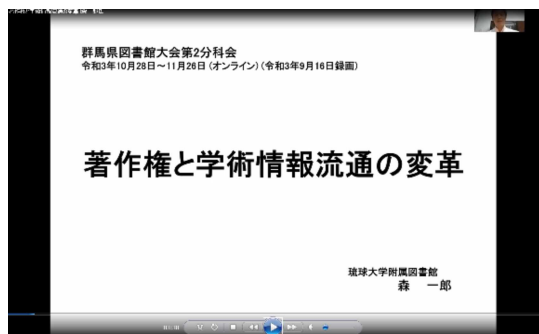 群馬県図書館大会第2分科会
令和3年10月28日～11月26日(オンライン)(令和3年9月16日録画)
著作権と学術情報流通の変革
琉球大学附属図書館
森 一郎